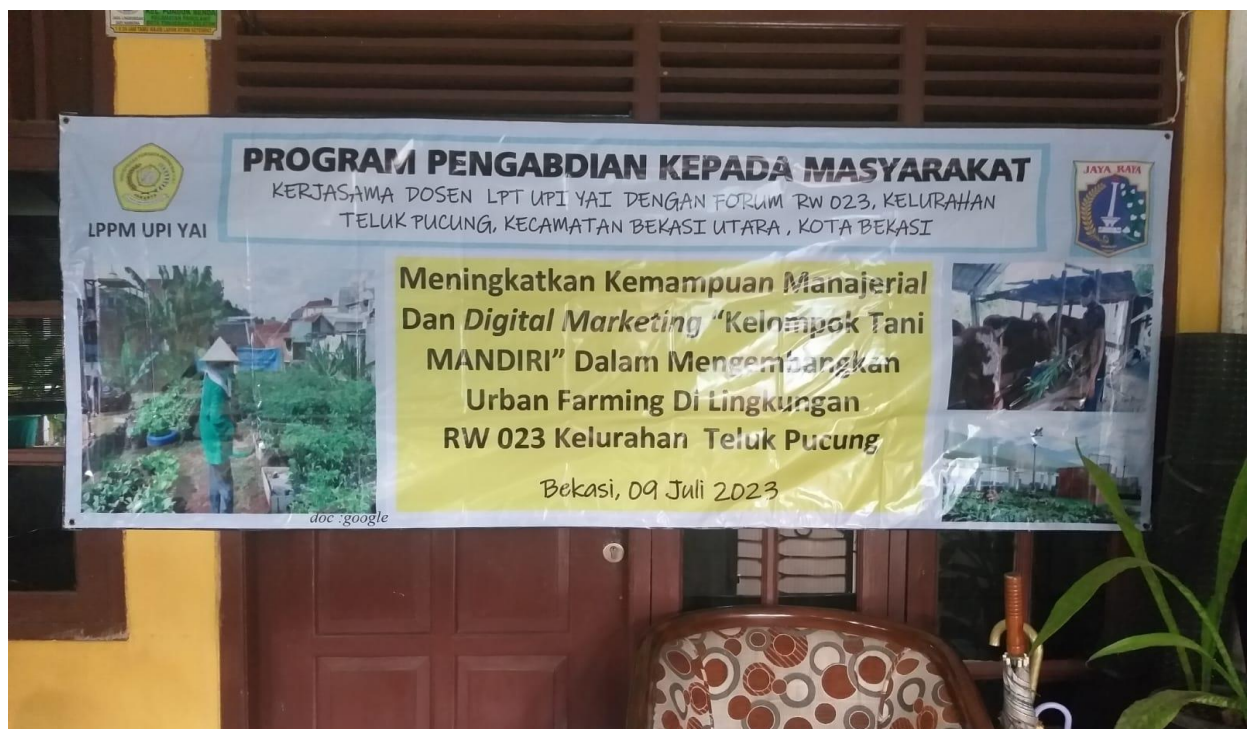 PROGRAM PENGABDIAN KEPADA MASYARAKAT
KERJASAMA DOSEN LPT UPI YAI DENGAN FORUM RW 023, KELURAHAN
TELUK PUCUNG, KECAMATAN BEKASI UTARA, KOTA BEKASI
LPPM UPI YAI
JAYA RAYA
Meningkatkan Kemampuan Manajerial
Dan Digital Marketing "Kelompok Tani
MANDIRI" Dalam Mengembangkan
Urban Farming Di Lingkungan
RW 023 Kelurahan Teluk Pucung
Bekasi, 09 Juli 2023
doc :google